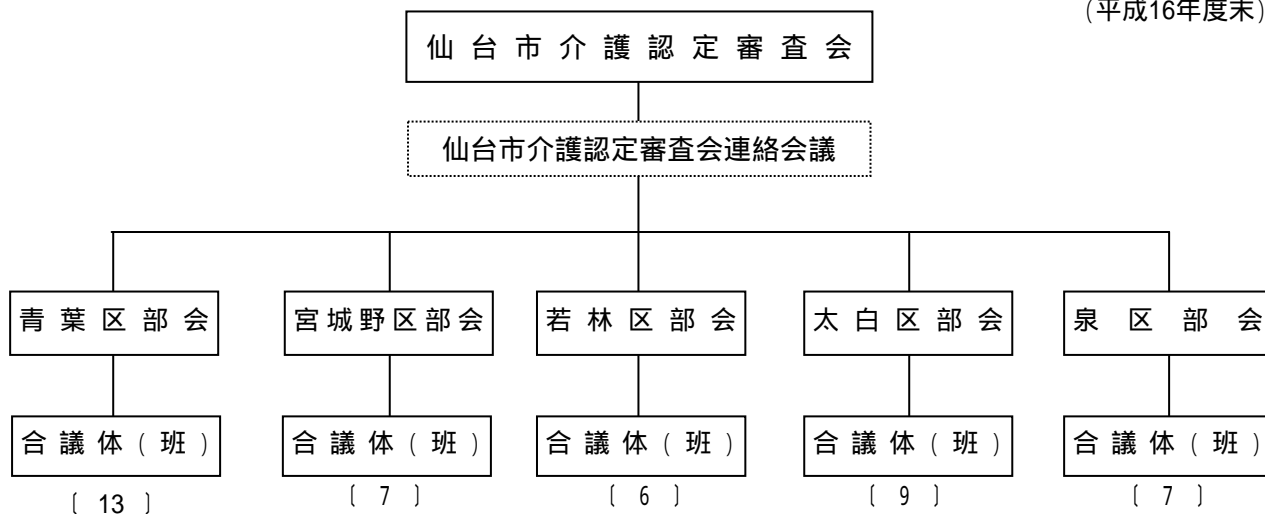 （平成16年度末）
仙台市介護認定審査会
仙台市介護認定審査会連絡会議
青葉区部会 宮城野区部会 若林区部会 太白区部会 泉区部会
合議体（班） 合議体（班） 合議体（班） 合議体（班） 合議体（班）
〔 13 〕 〔 7 〕 〔 6 〕 〔 9 〕 〔 7 〕